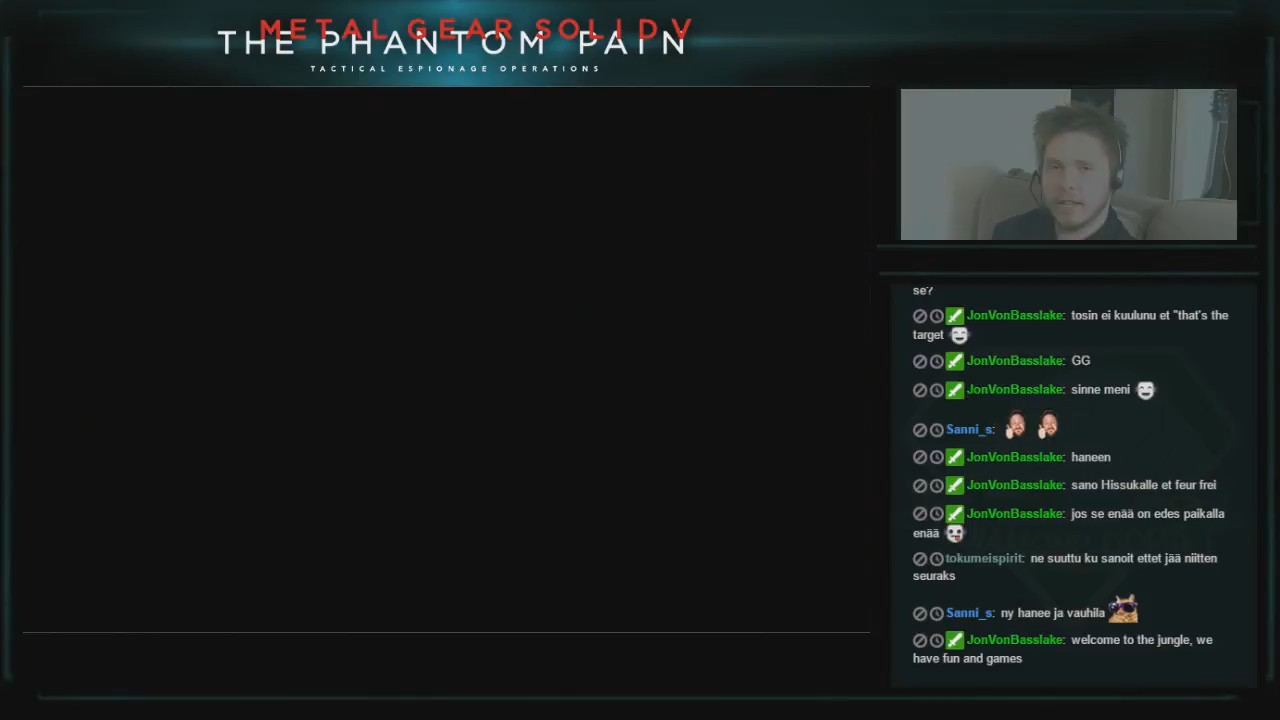 METAL GEAR SOLID V
THE PHANTOM PAIN
TACTICAL ESPIONAGE OPERATIONS
se?
JonVonBasslake: tosin ei kuulunu et "that's the
target
JonVonBasslake: GG
JonVonBasslake: sinne meni
Sanni_s:
JonVonBasslake: haneen
JonVonBasslake: sano Hissukalle et feur frei
JonVonBasslake: jos se enää on edes paikalla
enää
tokumeispirit: ne suuttu ku sanoit ettet jää niitten
seuraks
Sanni_s: ny hanee ja vauhila
JonVonBasslake: welcome to the jungle, we
have fun and games